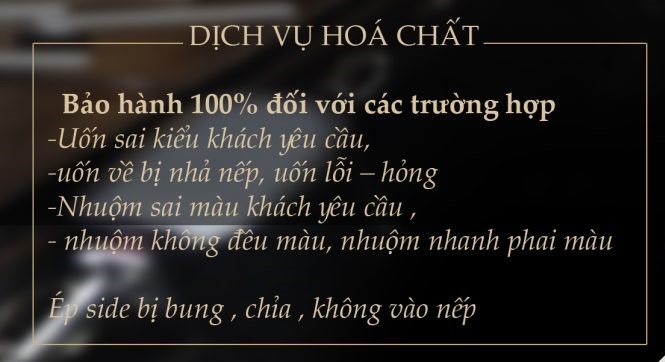 DỊCH VỤ HOÁ CHẤT
Bảo hành 100% đối với các trường hợp
-Uốn sai kiểu khách yêu cầu,
-uốn về bị nhả nếp, uốn lỗi – hỏng
-Nhuộm sai màu khách yêu cầu ,
- nhuộm không đều màu, nhuộm nhanh phai màu
Ép side bị bung , chỉa , không vào nếp